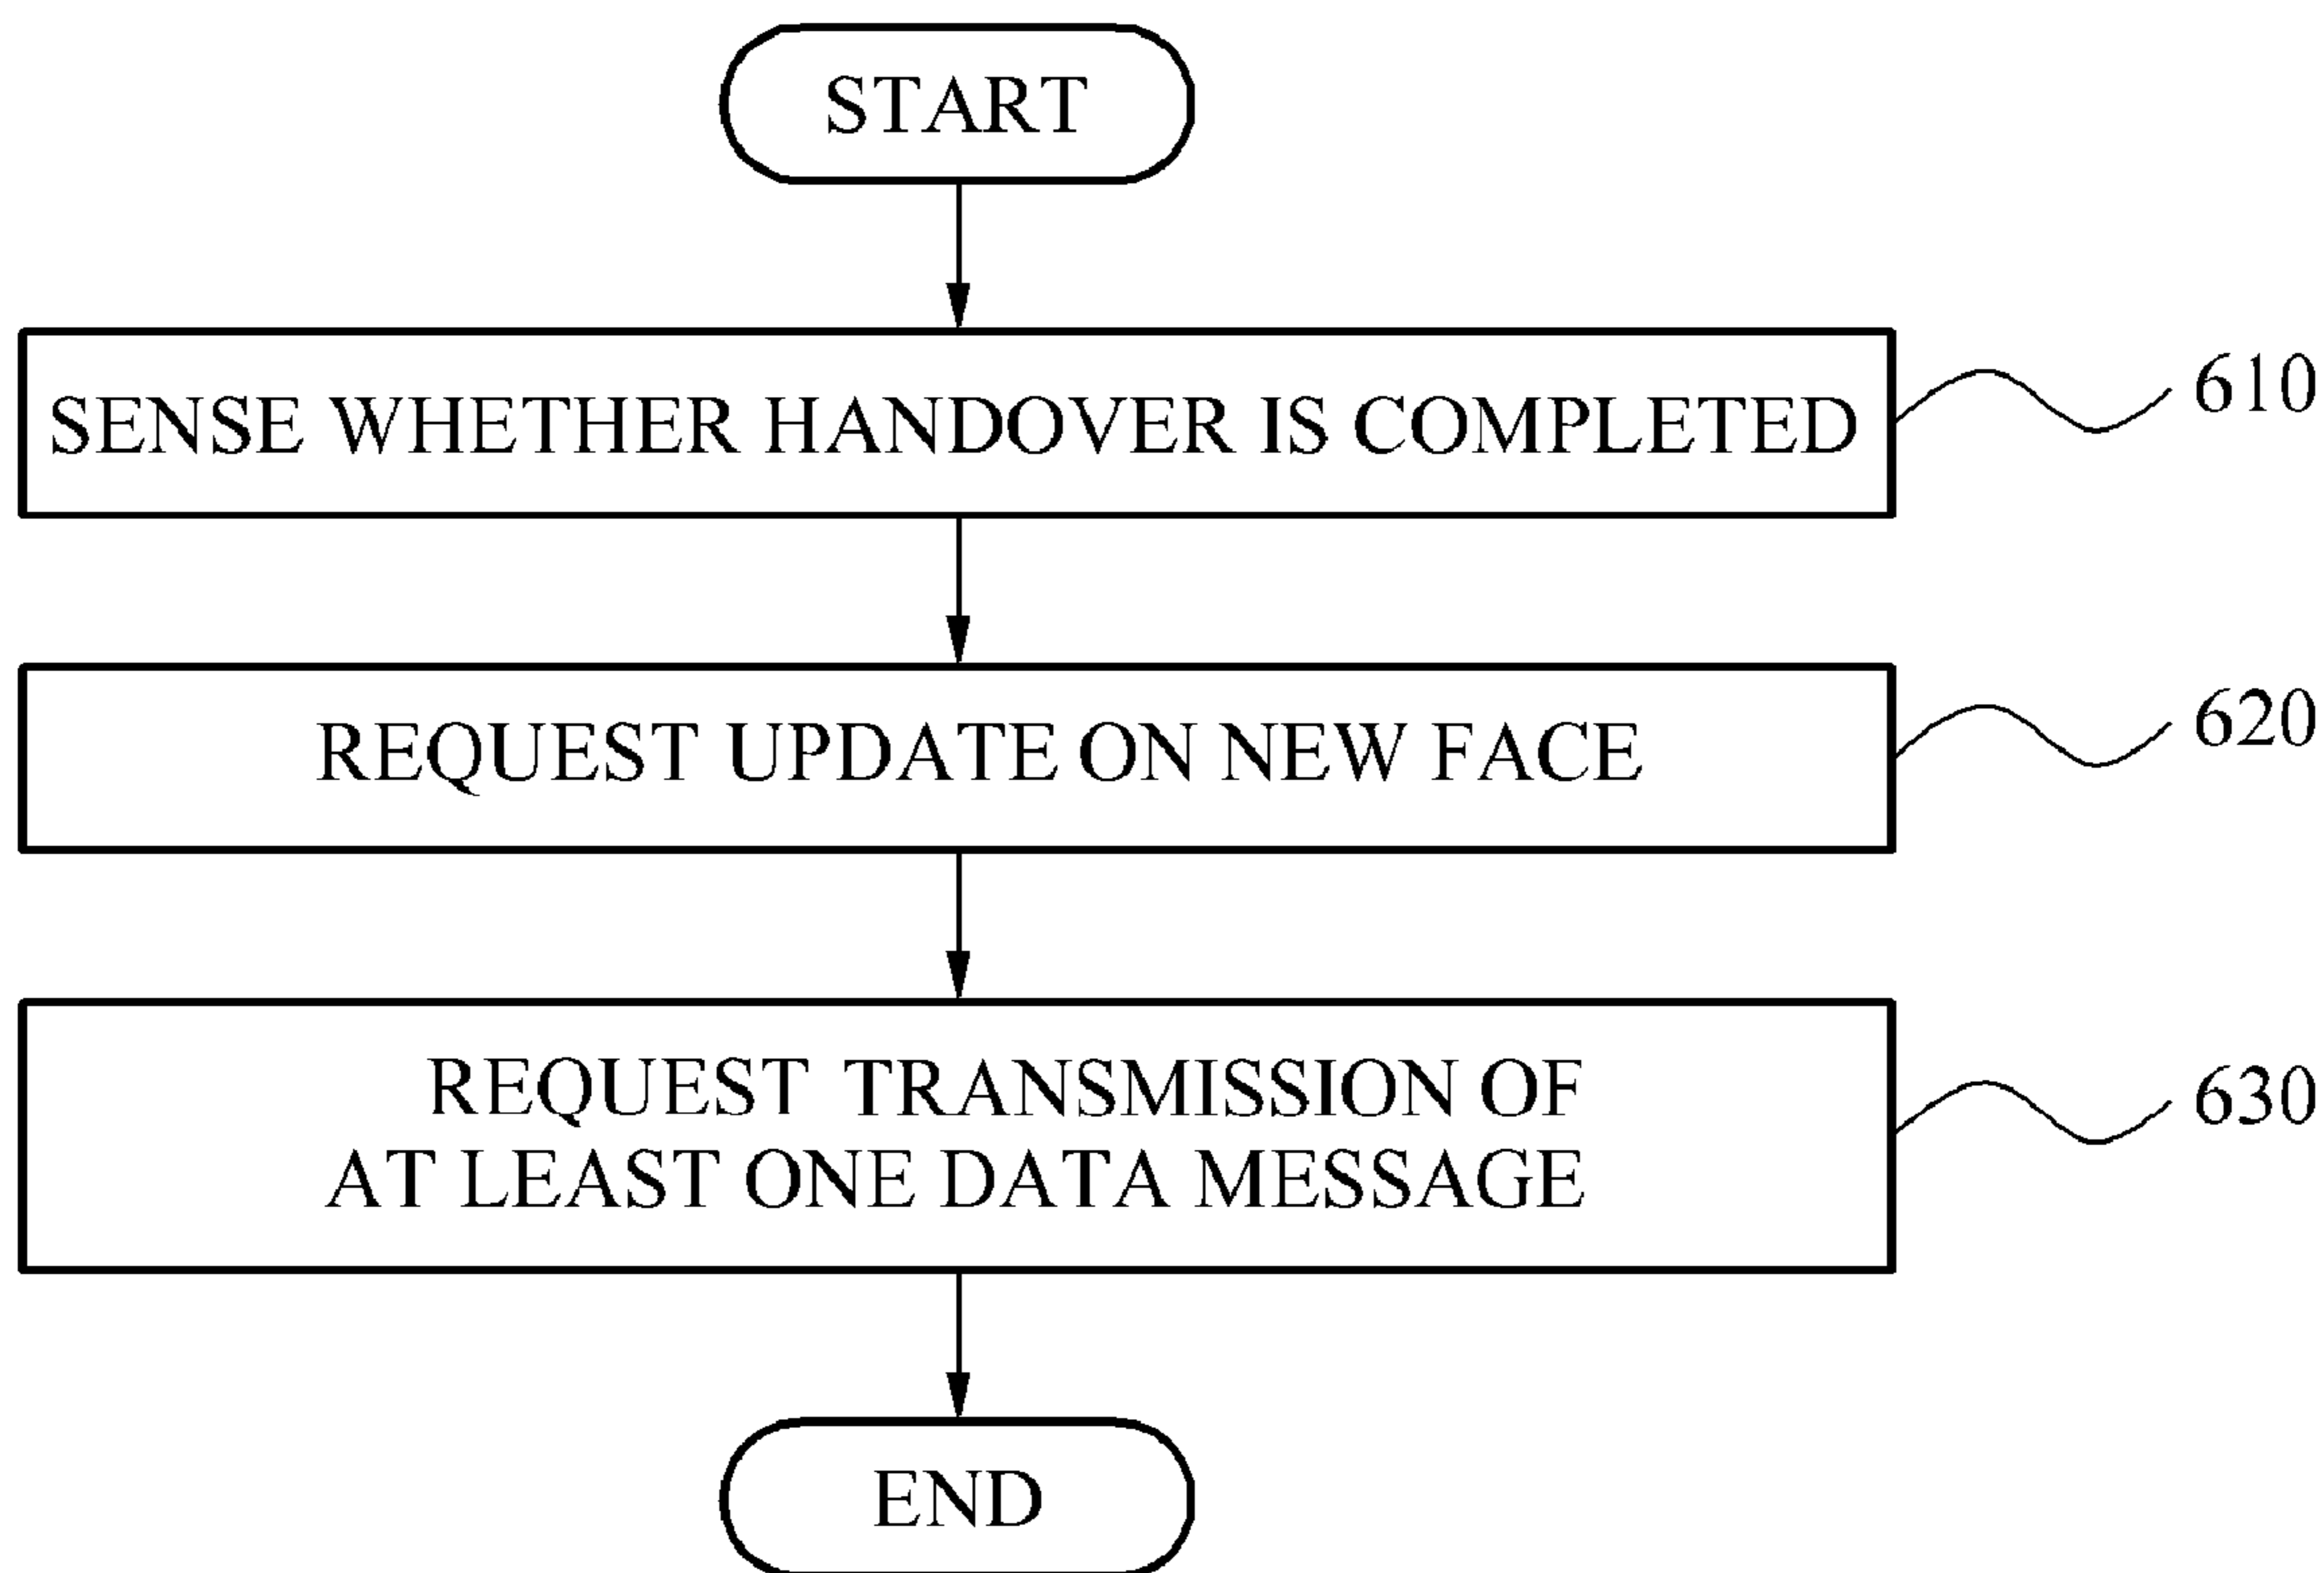 START
SENSE WHETHER HANDOVER IS COMPLETED
610
REQUEST UPDATE ON NEW FACE
620
REQUEST TRANSMISSION OF
AT LEAST ONE DATA MESSAGE
630
END